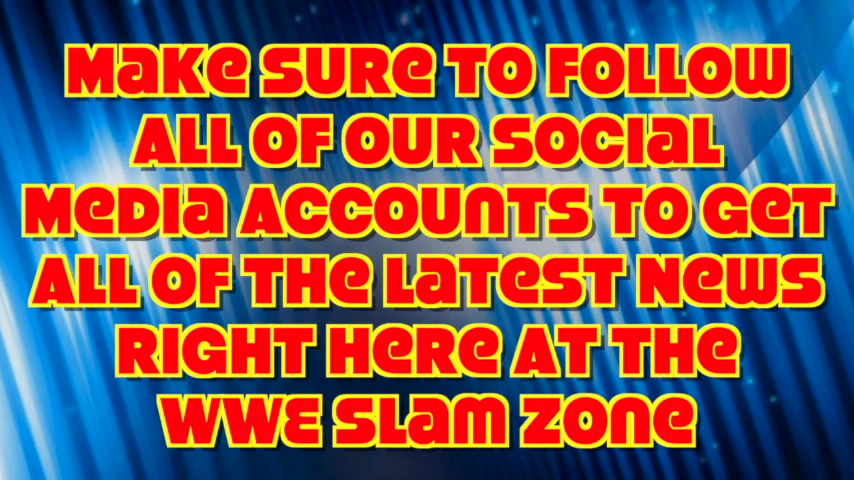 Make sure to follow
all of our social
media accounts to get
all of the latest news
right here at the
WWE Slam Zone